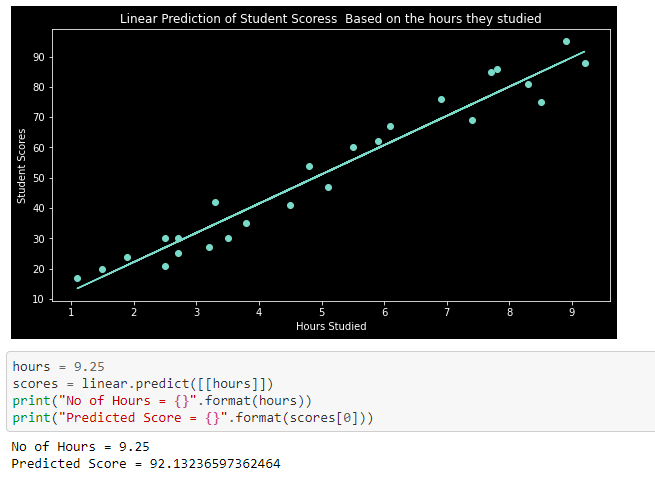 Linear Prediction of Student Scoress  Based on the hours they studied
Student Scores
90
80
70
60
50
40
30
20
10
1 2 3 4 5 6 7 8 9
Hours Studied
hours = 9.25
scores = linear.predict([[hours]])
print("No of Hours = {}".format(hours))
print("Predicted Score = {}".format(scores[0]))
No of Hours = 9.25
Predicted Score = 92.13236597362464